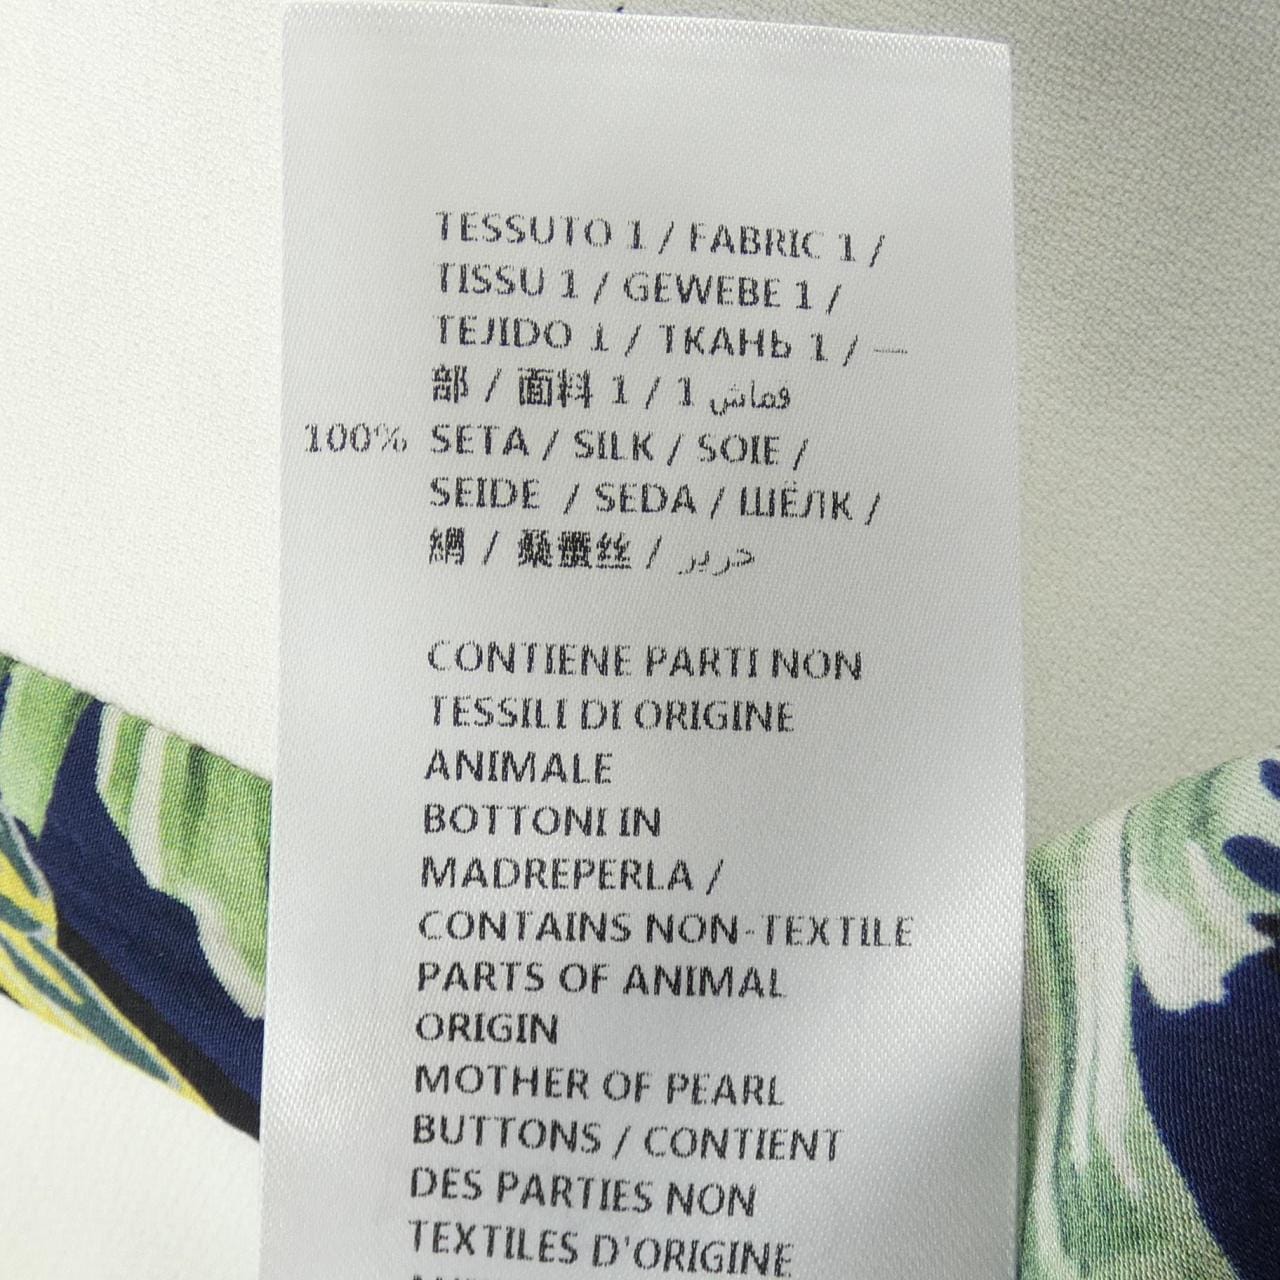 TESSUTO 1 / FABRIC 1 /
TISSU 1 / GEWEBE 1 /
TEJIDO 1 / ТКАНЬ 1 / 一
部 / 面料 1 / 1 قماش
100% SETA / SILK / SOIE /
SEIDE / SEDA / ШЁЛК /
絹 / 桑蚕丝 / حرير
CONTIENE PARTI NON
TESSILI DI ORIGINE
ANIMALE
BOTTONI IN
MADREPERLA /
CONTAINS NON-TEXTILE
PARTS OF ANIMAL
ORIGIN
MOTHER OF PEARL
BUTTONS / CONTIENT
DES PARTIES NON
TEXTILES D'ORIGINE